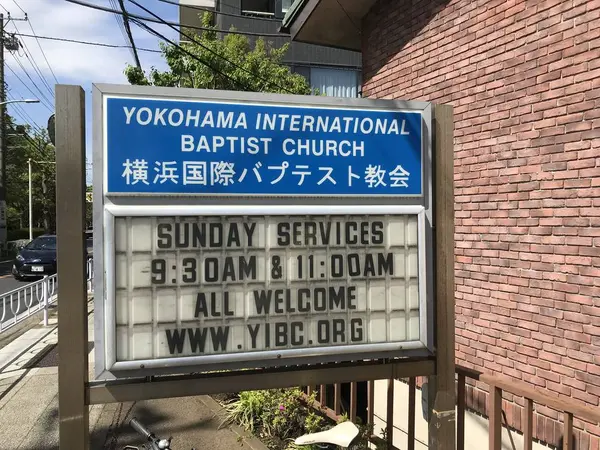 YOKOHAMA INTERNATIONAL
BAPTIST CHURCH
横浜国際バプテスト教会
SUNDAY SERVICES
9:30AM & 11:00AM
ALL WELCOME
WWW.YIBC.ORG